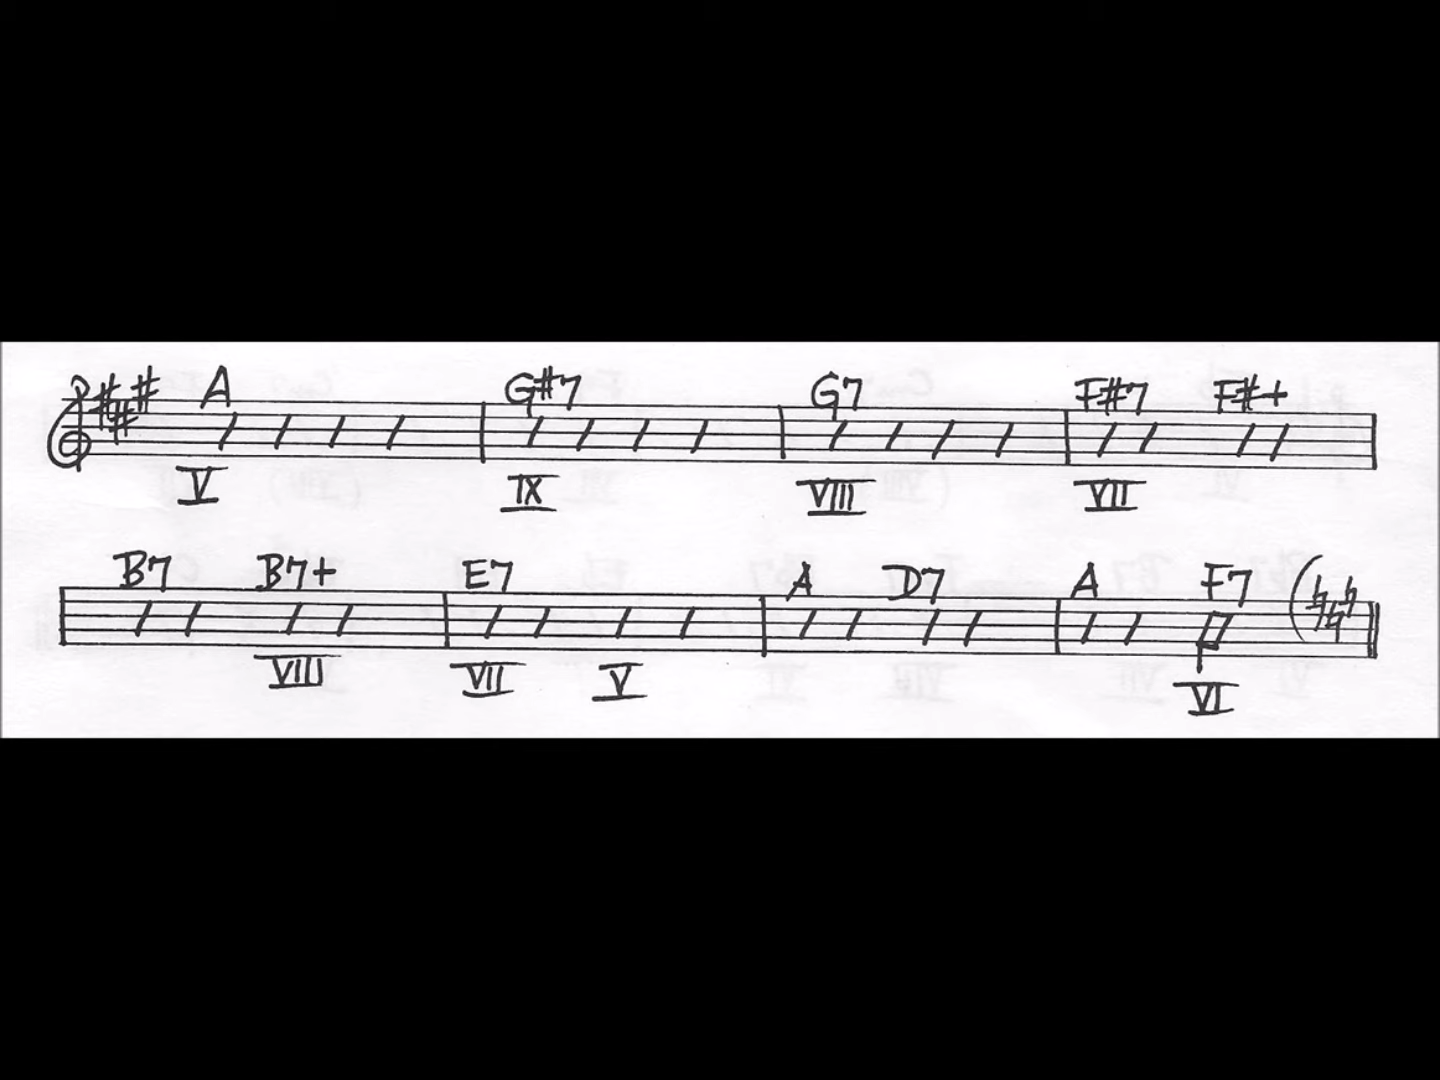 A G#7 G7 F#7 F#+
V IX VIII VII
B7 B7+ E7 A D7 A F7
VIII VII V VI